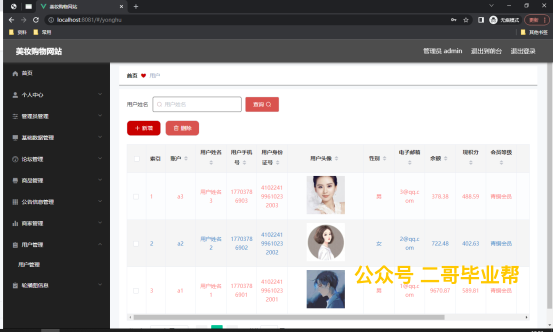 美妆购物网站
localhost:8081/#/yonghu
无痕模式
更新
资料
常用
其他书签
美妆购物网站
管理员 admin
退出到前台
退出登录
首页
个人中心
管理员管理
基础数据管理
论坛管理
商品管理
公告信息管理
商家管理
用户管理
用户管理
轮播图信息
首页
用户
用户姓名
用户姓名
查询
新增
删除
索引 账户 用户姓名 用户手机号 用户身份证号 用户头像 性别 电子邮箱 余额 现积分 会员等级
1 a3 用户姓名3 17703786903 410224199610232003 男 3@qq.com 379.38 488.59 青铜会员
2 a2 用户姓名2 17703786902 410224199610232002 女 2@qq.com 722.48 402.63 青铜会员
3 a1 用户姓名1 17703786901 410224199610232001 男 1@qq.com 9670.87 589.81 青铜会员
公众号 二哥毕业帮